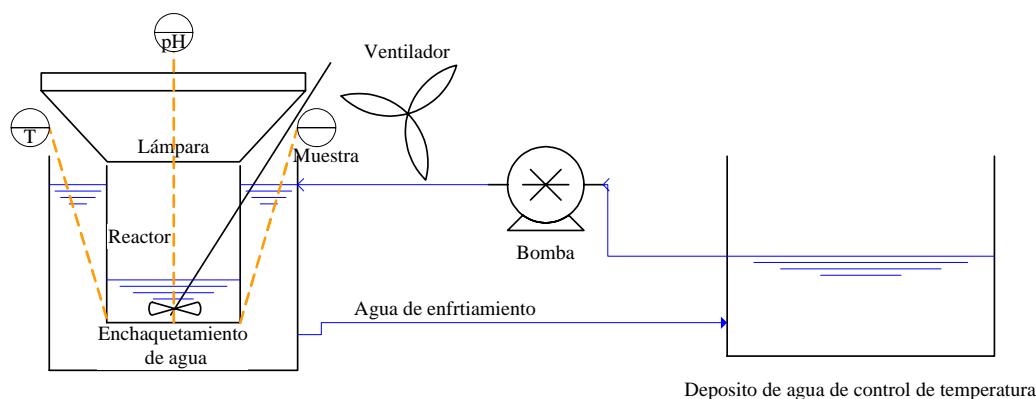 pH
Ventilador
T
Lámpara
Muestra
Reactor
Bomba
Enchaquetamiento
de agua
Agua de enfrtiamiento
Deposito de agua de control de temperatura